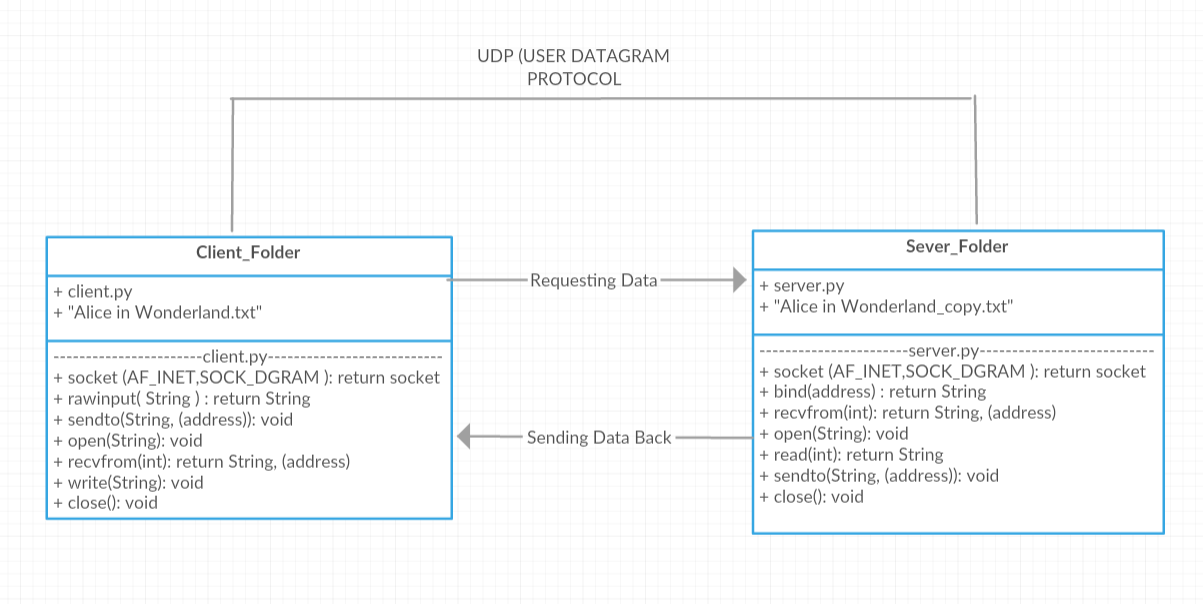 UDP (USER DATAGRAM
PROTOCOL
Client_Folder
+ client.py
+ "Alice in Wonderland.txt"
-----------------------client.py---------------------------
+ socket (AF_INET,SOCK_DGRAM ): return socket
+ rawinput( String ) : return String
+ sendto(String, (address)): void
+ open(String): void
+ recvfrom(int): return String, (address)
+ write(String): void
+ close(): void
Requesting Data
Sending Data Back
Sever_Folder
+ server.py
+ "Alice in Wonderland_copy.txt"
-----------------------server.py---------------------------
+ socket (AF_INET,SOCK_DGRAM ): return socket
+ bind(address) : return String
+ recvfrom(int): return String, (address)
+ open(String): void
+ read(int): return String
+ sendto(String, (address)): void
+ close(): void